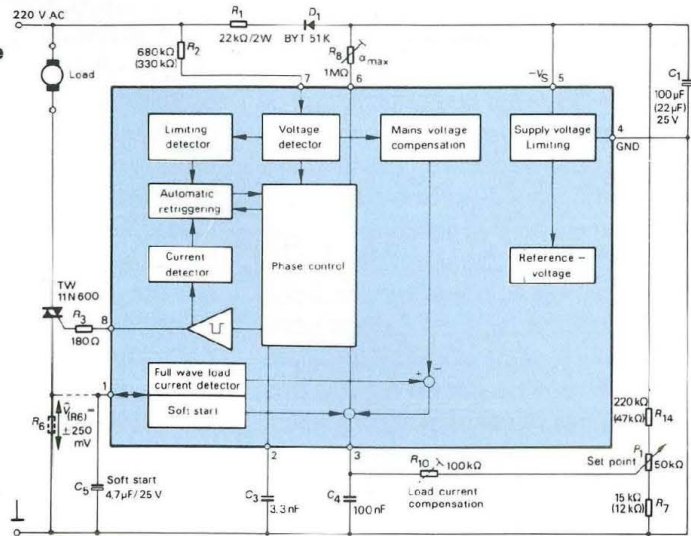 e
220 V AC
R1
22kΩ/2W
D1
BYT 51K
R2
680kΩ
(330kΩ)
R8
αmax
1MΩ
Load
7
6
-VS
5
C1
100µF
(22µF)
25 V
4
GND
Limiting
detector
Voltage
detector
Mains voltage
compensation
Supply voltage
Limiting
Automatic
retriggering
Phase control
Current
detector
Reference –
voltage
TW
11N600
R3
180Ω
8
Full wave load
current detector
Soft start
+
–
1
R6
V̂(R6) =
±250
mV
C5
Soft start
4.7µF/25 V
2
3
C3
3.3nF
C4
100nF
R10
100kΩ
Load current
compensation
Set point
220kΩ
(47kΩ)
R14
P1
50kΩ
15kΩ
(12kΩ)
R7